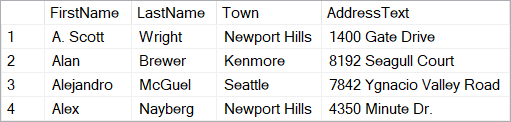 FirstName LastName Town AddressText
1 A. Scott Wright Newport Hills 1400 Gate Drive
2 Alan Brewer Kenmore 8192 Seagull Court
3 Alejandro McGuel Seattle 7842 Ygnacio Valley Road
4 Alex Nayberg Newport Hills 4350 Minute Dr.